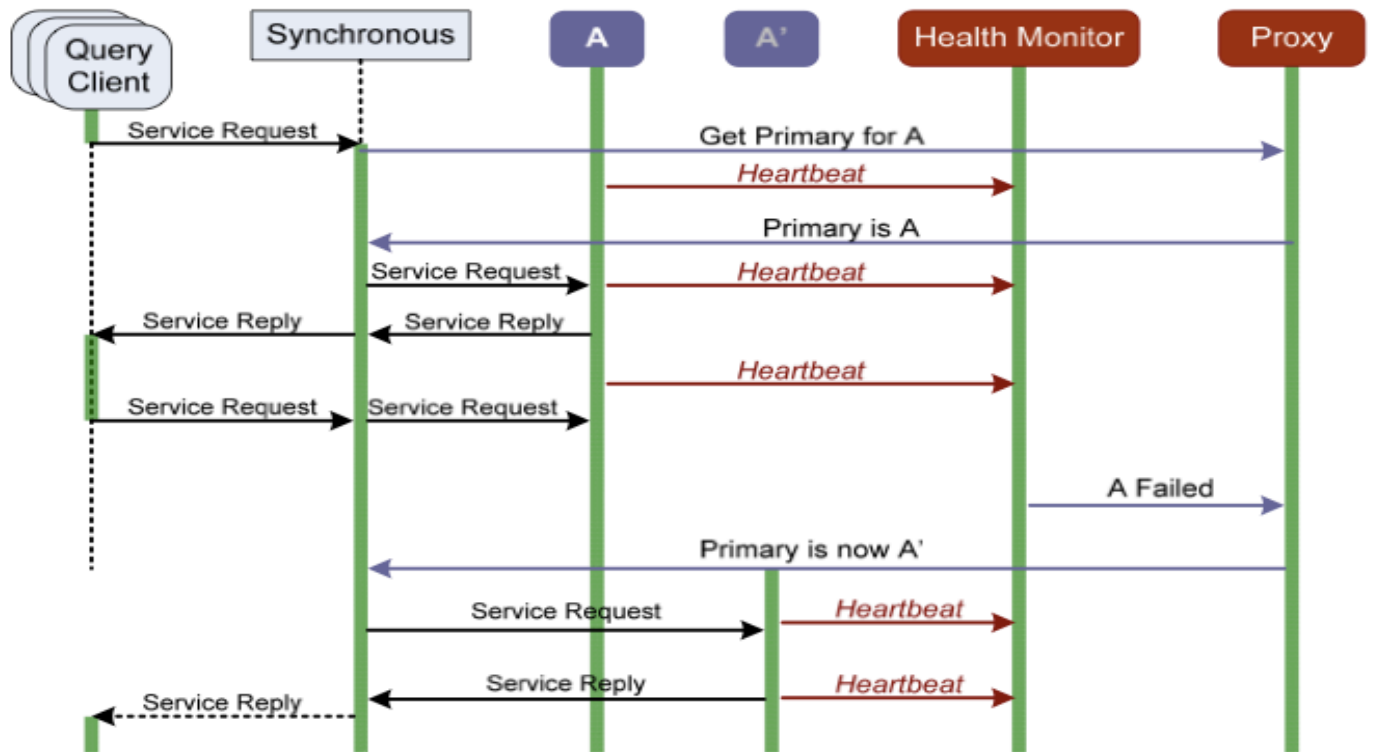 Query
Client
Synchronous
A
A'
Health Monitor
Proxy
Service Request
Get Primary for A
Heartbeat
Primary is A
Service Request
Heartbeat
Service Reply
Service Reply
Heartbeat
Service Request
Service Request
A Failed
Primary is now A'
Service Request
Heartbeat
Service Reply
Heartbeat
Service Reply